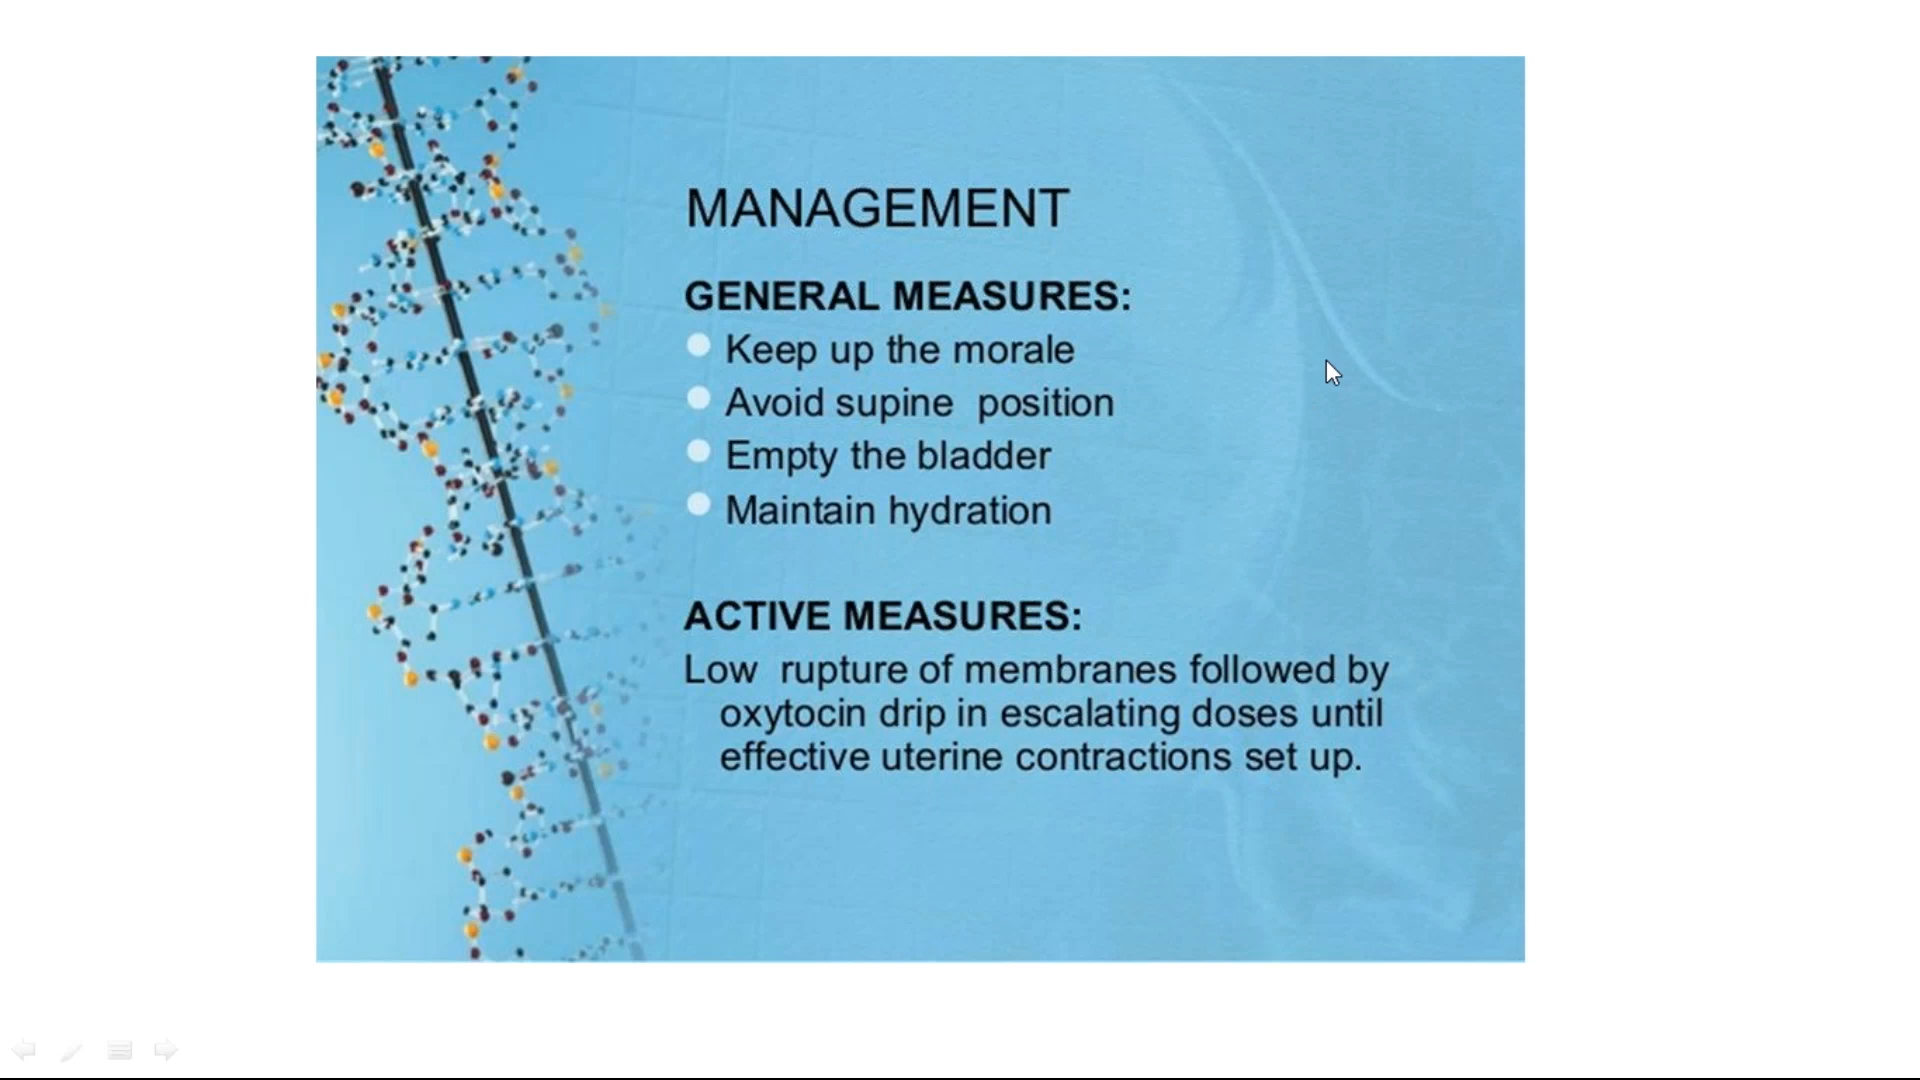 MANAGEMENT
GENERAL MEASURES:
Keep up the morale
Avoid supine  position
Empty the bladder
Maintain hydration
ACTIVE MEASURES:
Low  rupture of membranes followed by
oxytocin drip in escalating doses until
effective uterine contractions set up.